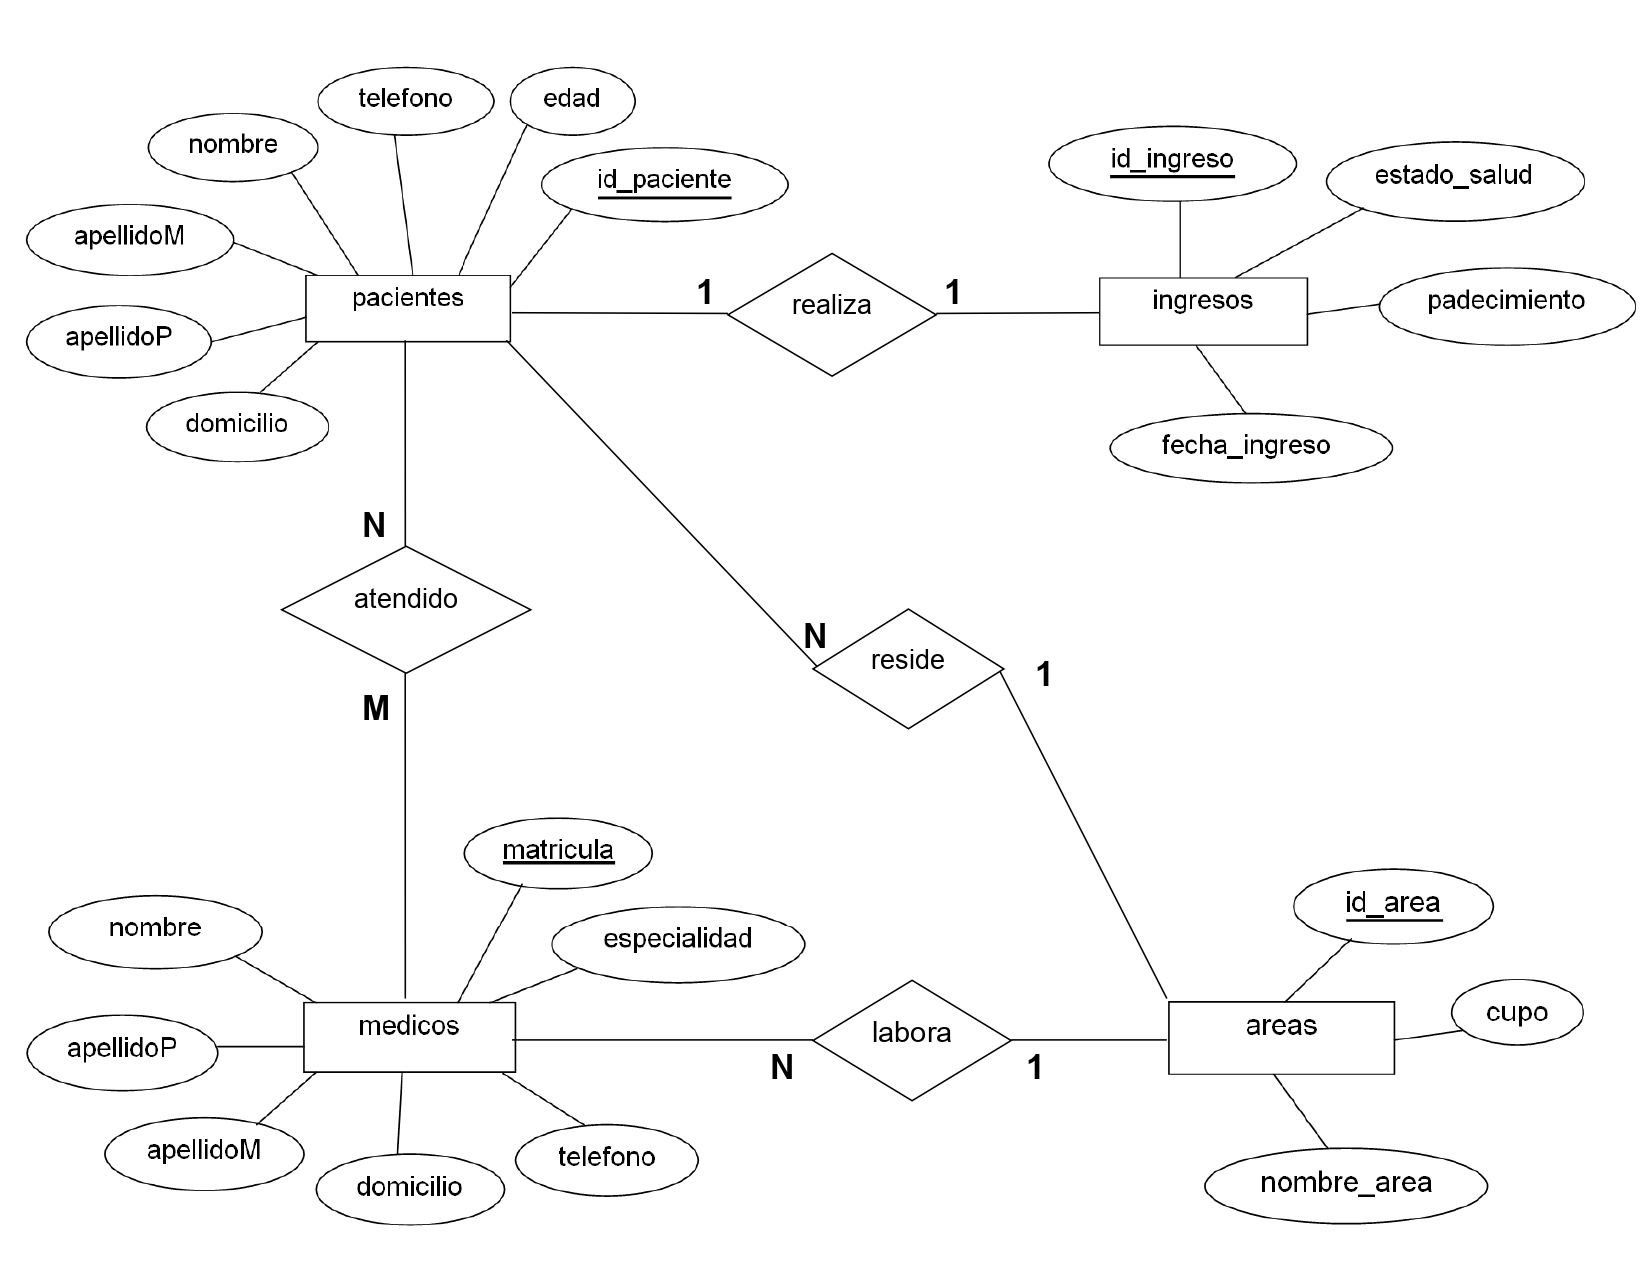 telefono
edad
nombre
id_paciente
apellidoM
pacientes
apellidoP
domicilio
1
realiza
1
id_ingreso
estado_salud
ingresos
padecimiento
fecha_ingreso
N
atendido
M
N
reside
1
matricula
nombre
especialidad
medicos
apellidoP
apellidoM
domicilio
telefono
N
labora
1
id_area
cupo
areas
nombre_area